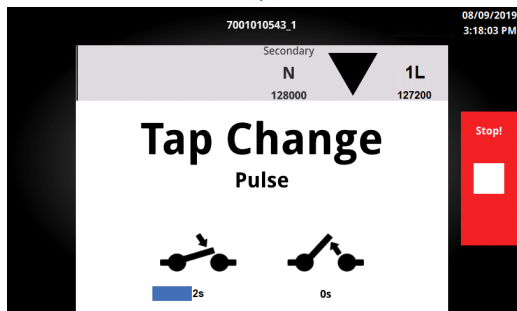 7001010543_1
08/09/2019
3:18:03 PM
Secondary
N 1L
128000 127200
Tap Change
Pulse
Stop!
2s 0s